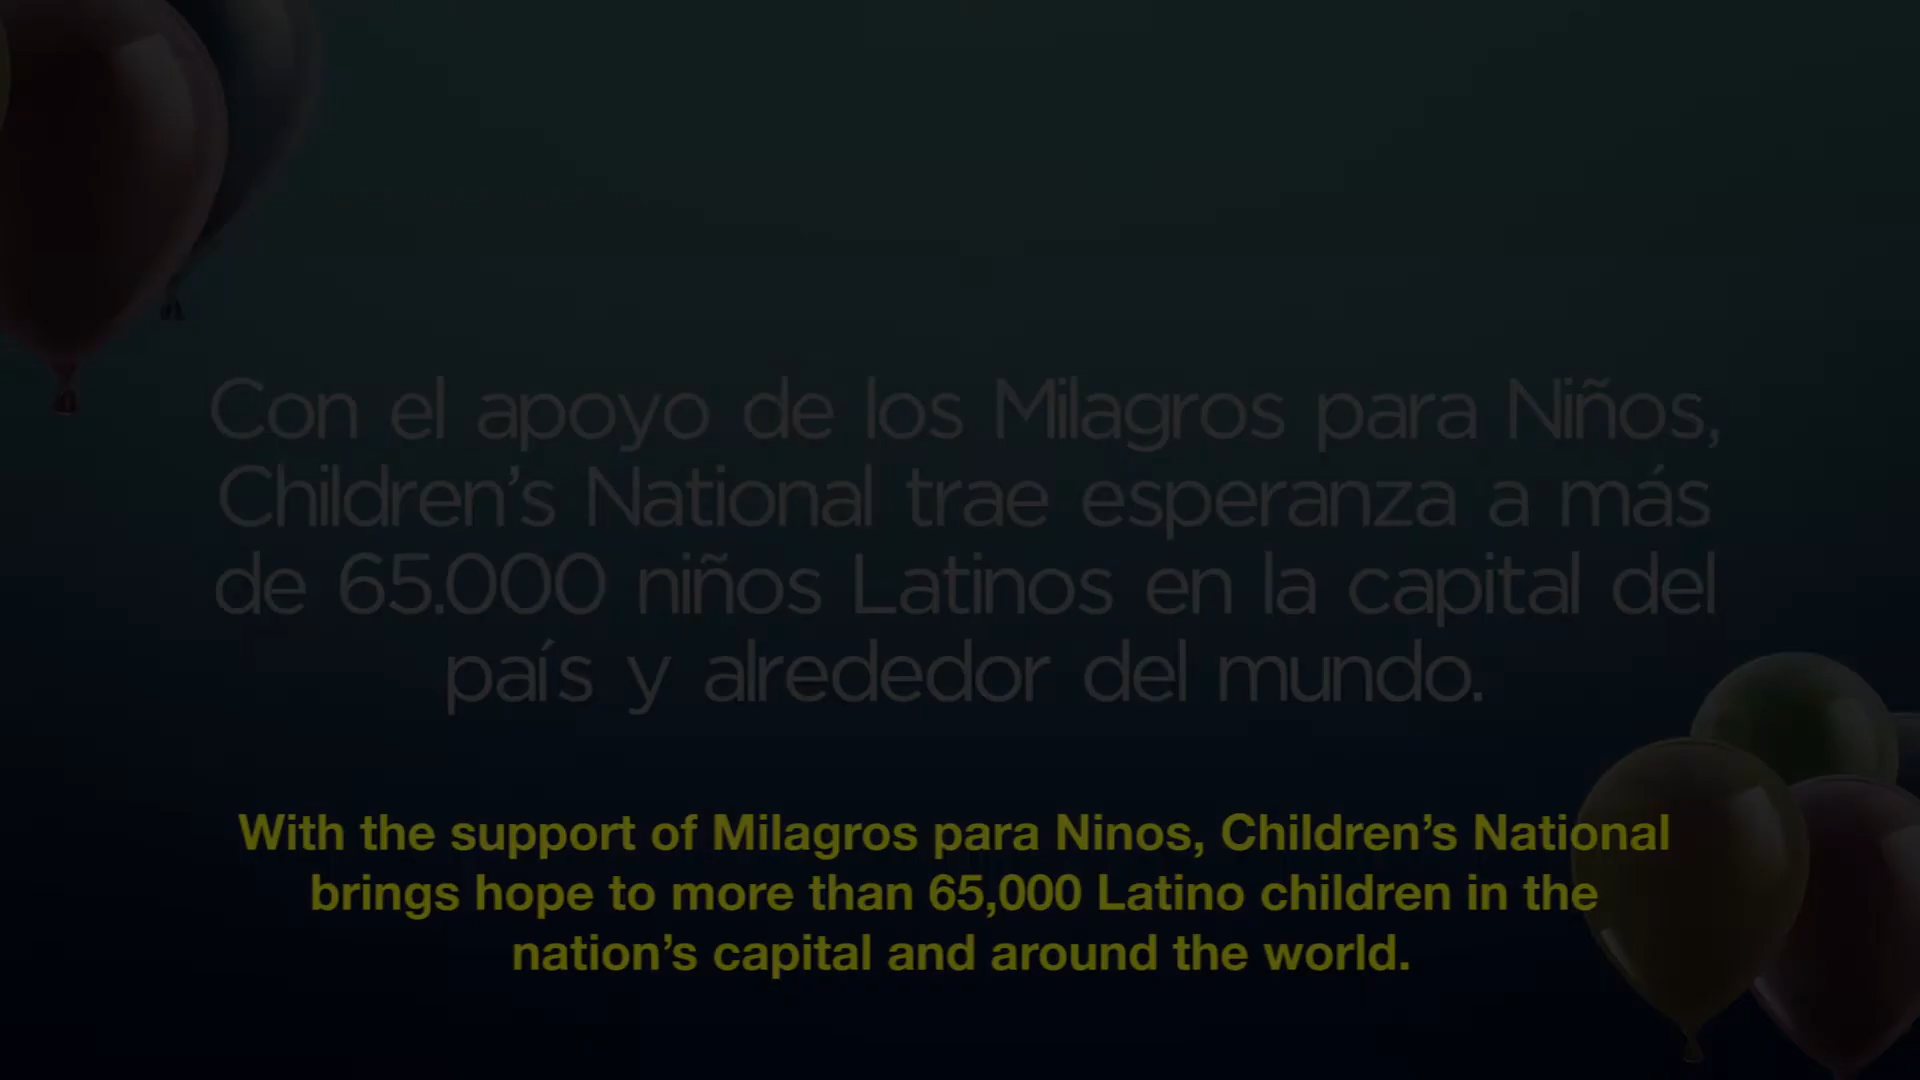 Con el apoyo de los Milagros para Niños,
Children’s National trae esperanza a más
de 65.000 niños Latinos en la capital del
país y alrededor del mundo.
With the support of Milagros para Ninos, Children’s National
brings hope to more than 65,000 Latino children in the
nation’s capital and around the world.